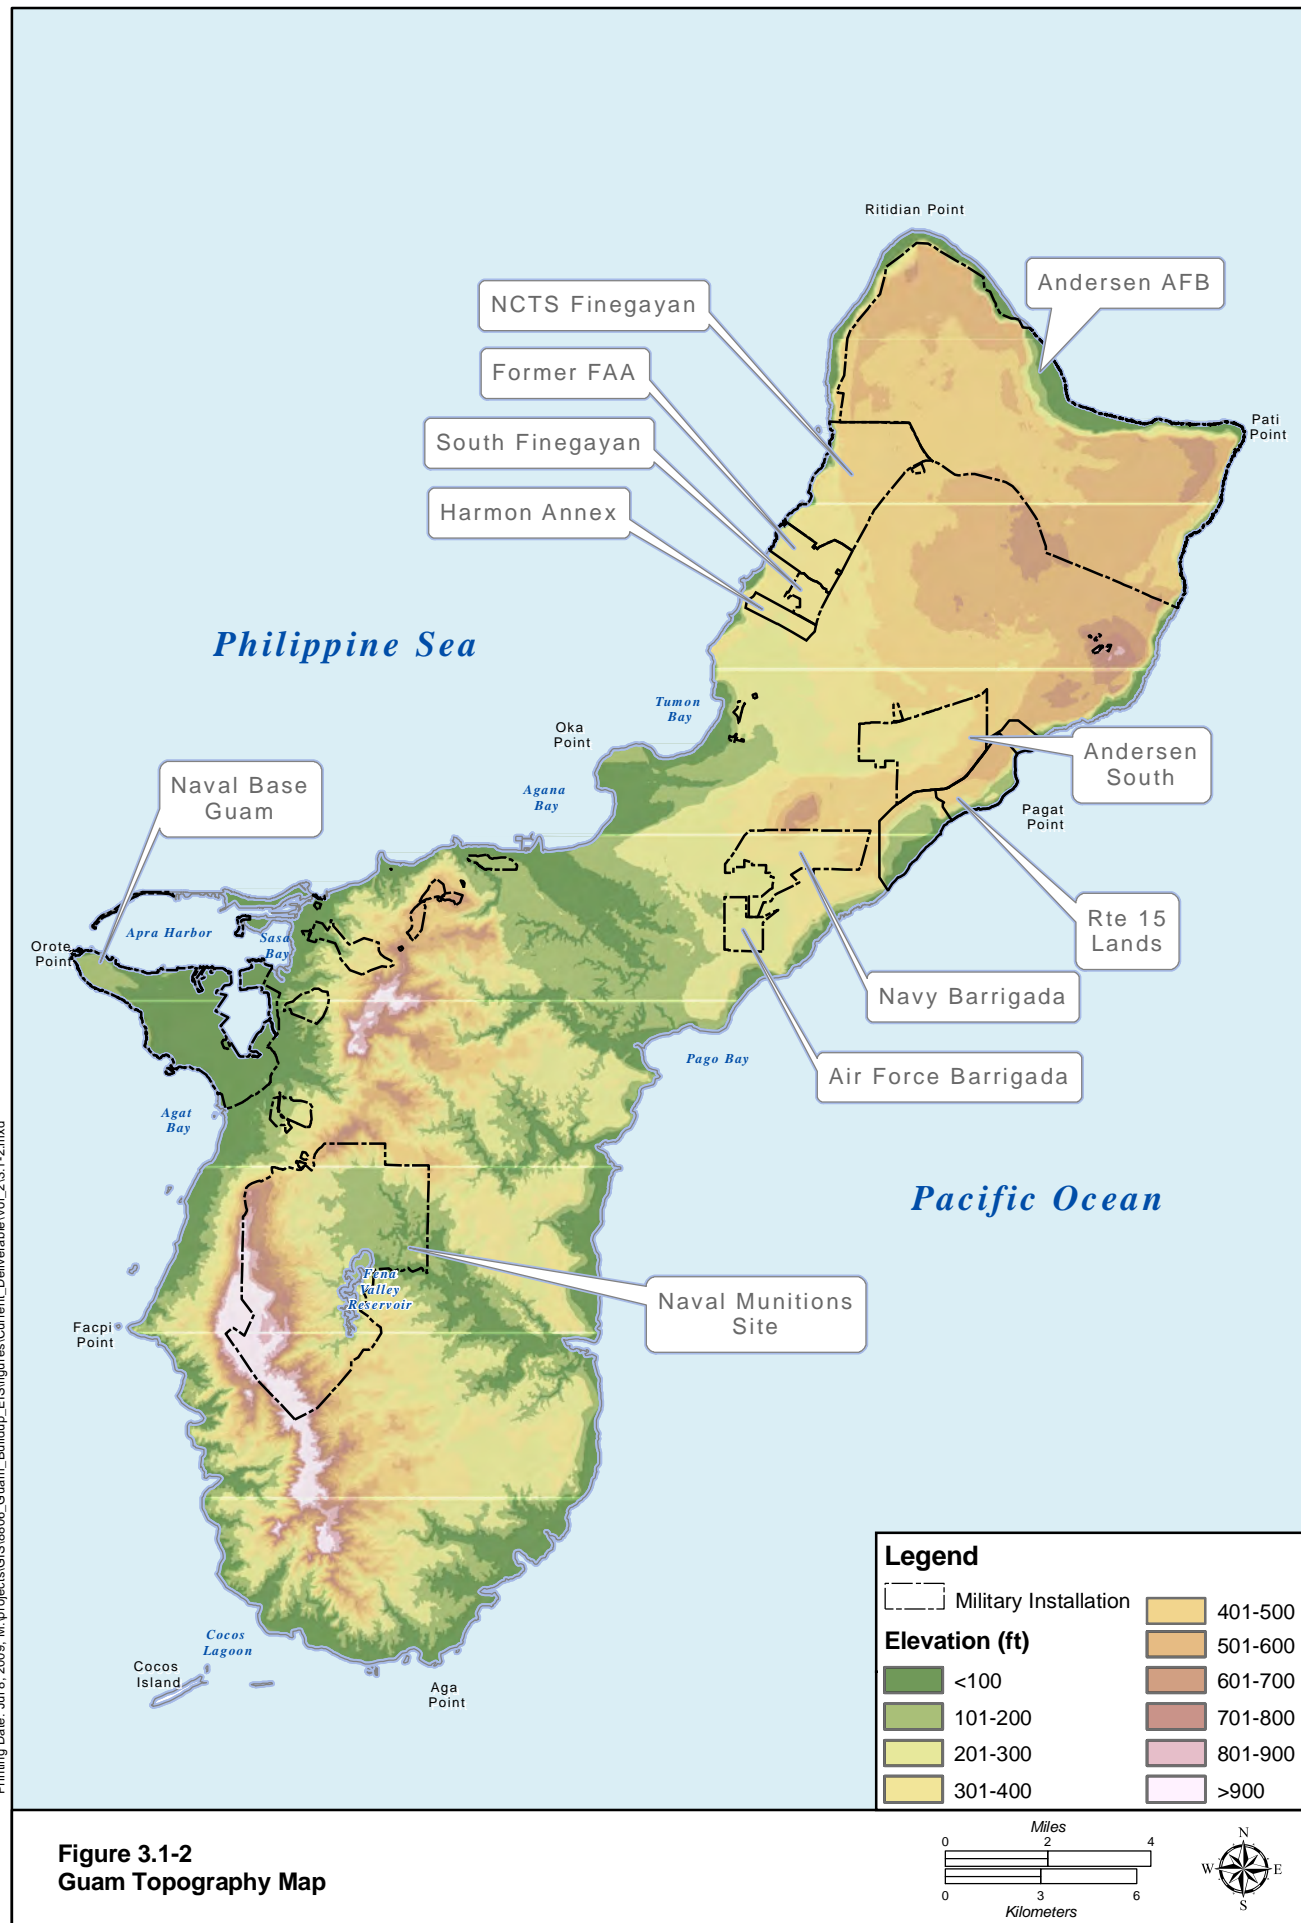 Ritidian Point
Andersen AFB
NCTS Finegayan
Former FAA
South Finegayan
Harmon Annex
Pati
Point
Philippine Sea
Tumon
Bay
Oka
Point
Andersen
South
Naval Base
Guam
Agana
Bay
Pagat
Point
Rte 15
Lands
Apra Harbor
Sasa
Bay
Orote
Point
Navy Barrigada
Pago Bay
Air Force Barrigada
Agat
Bay
Pacific Ocean
Fena
Valley
Reservoir
Naval Munitions
Site
Facpi
Point
Cocos
Lagoon
Cocos
Island
Aga
Point
Legend
Military Installation
Elevation (ft)
<100
101-200
201-300
301-400
401-500
501-600
601-700
701-800
801-900
>900
Figure 3.1-2
Guam Topography Map
Miles
0 2 4
0 3 6
Kilometers
N
W E
S